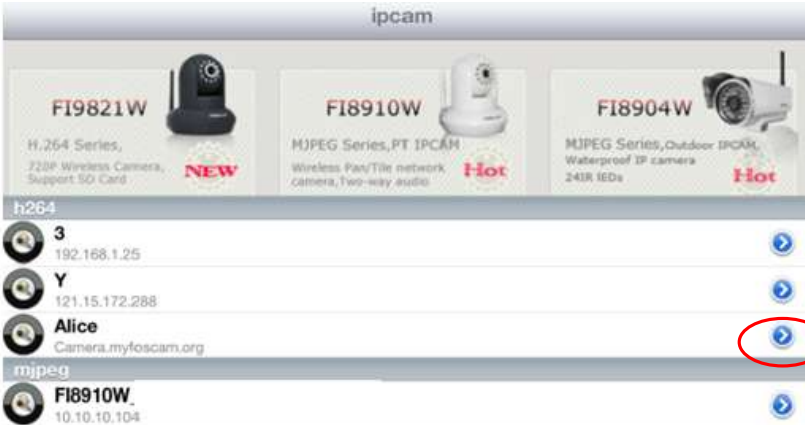 ipcam
FI9821W
H.264 Series,
720P Wireless Camera,
Support SD Card
NEW
FI8910W
MJPEG Series,PT IPCAM
Wireless Pan/Tile network
camera,Two-way audio
Hot
FI8904W
MJPEG Series,Outdoor IPCAM,
Waterproof IP camera
24IR lEDs
Hot
h264
3
192.168.1.25
Y
121.15.172.288
Alice
Camera.myfoscam.org
mjpeg
FI8910W
10.10.10.104